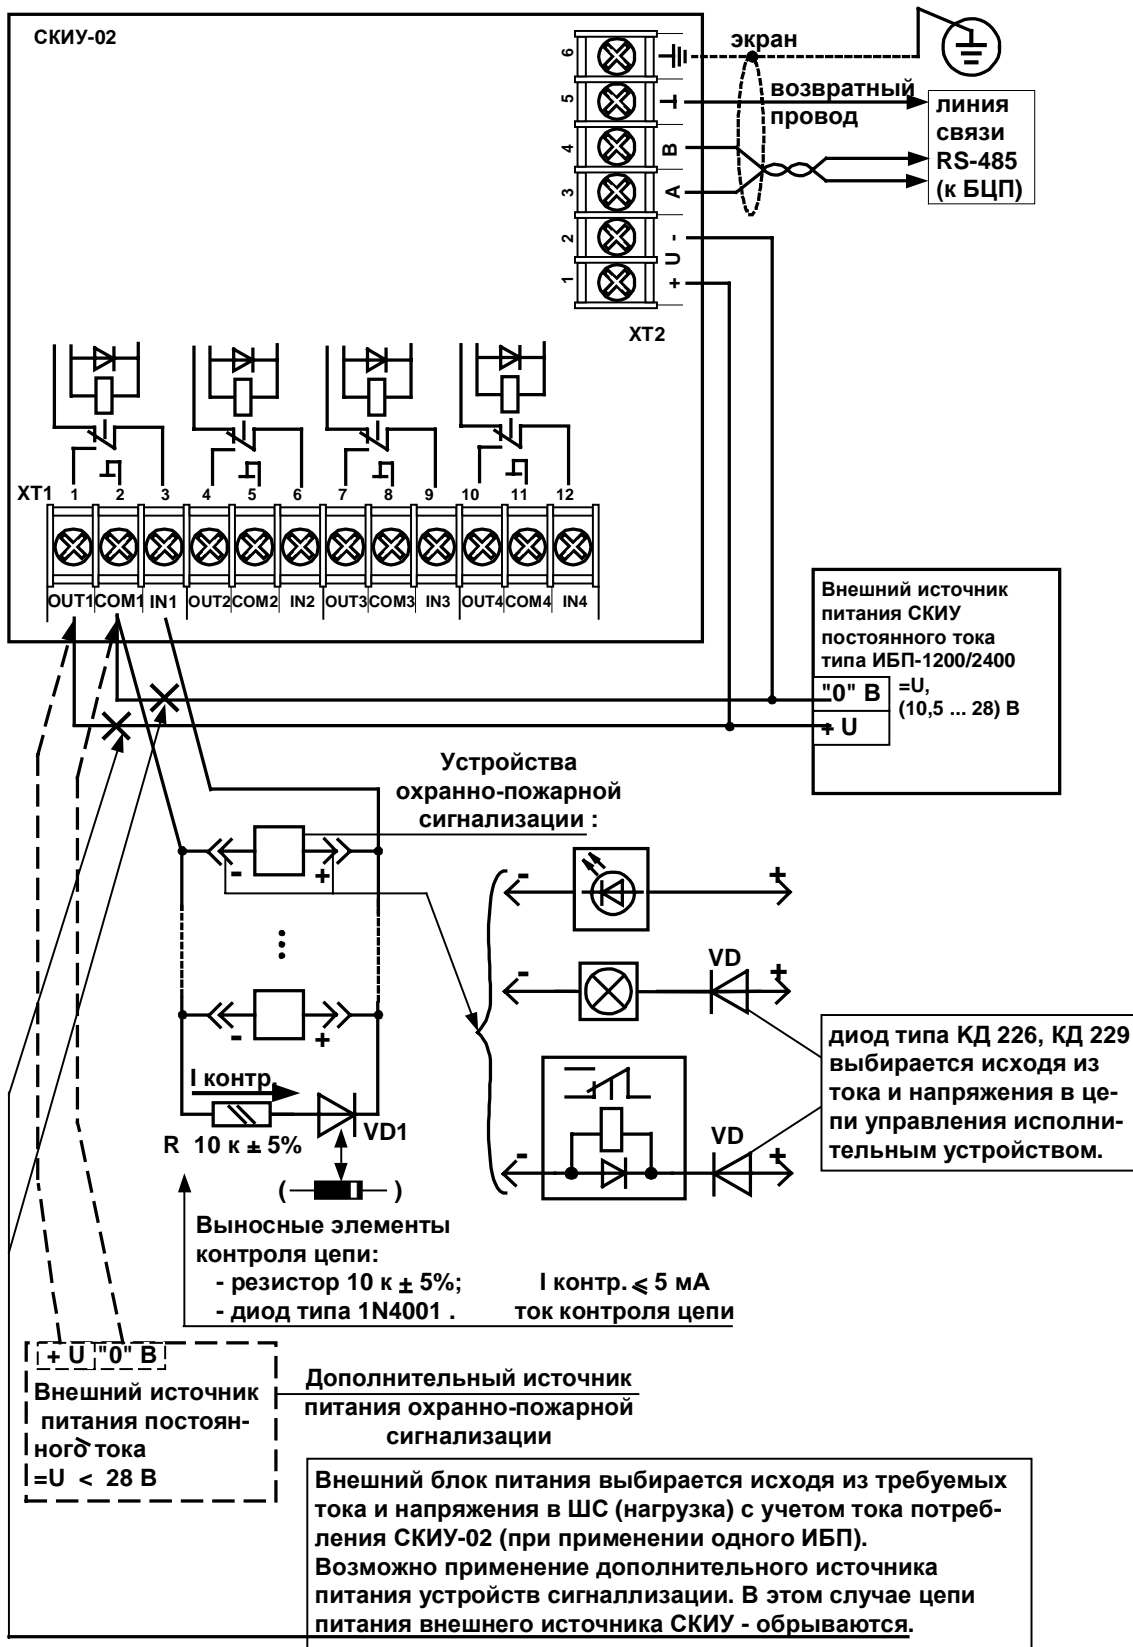 СКИУ-02
6
экран
5
возвратный
провод
линия
связи
RS-485
(к БЦП)
4
B
3
A
2
-
U
1
+
XT2
XT1
1 2 3 4 5 6 7 8 9 10 11 12
OUT1 COM1 IN1 OUT2 COM2 IN2 OUT3 COM3 IN3 OUT4 COM4 IN4
Внешний источник
питания СКИУ
постоянного тока
типа ИБП-1200/2400
"0" В
=U,
(10,5 ... 28) В
+ U
Устройства
охранно-пожарной
сигнализации :
- +
- +
VD
- +
- +
I контр.
R 10 к ± 5%
VD1
VD
- +
диод типа КД 226, КД 229
выбирается исходя из
тока и напряжения в це-
пи управления исполни-
тельным устройством.
( )
Выносные элементы
контроля цепи:
- резистор 10 к ± 5%;
- диод типа 1N4001 .
I контр. ⩽ 5 мА
ток контроля цепи
+ U "0" В
Внешний источник
питания постоян-
ного тока
=U < 28 В
Дополнительный источник
питания охранно-пожарной
сигнализации
Внешний блок питания выбирается исходя из требуемых
тока и напряжения в ШС (нагрузка) с учетом тока потреб-
ления СКИУ-02 (при применении одного ИБП).
Возможно применение дополнительного источника
питания устройств сигналлизации. В этом случае цепи
питания внешнего источника СКИУ - обрываются.